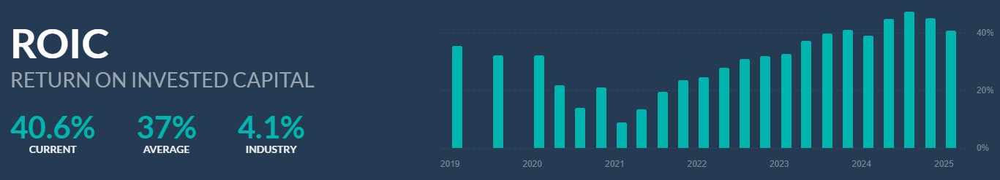 ROIC
RETURN ON INVESTED CAPITAL
40.6% 37% 4.1%
CURRENT AVERAGE INDUSTRY
40%
20%
0%
2019 2020 2021 2022 2023 2024 2025